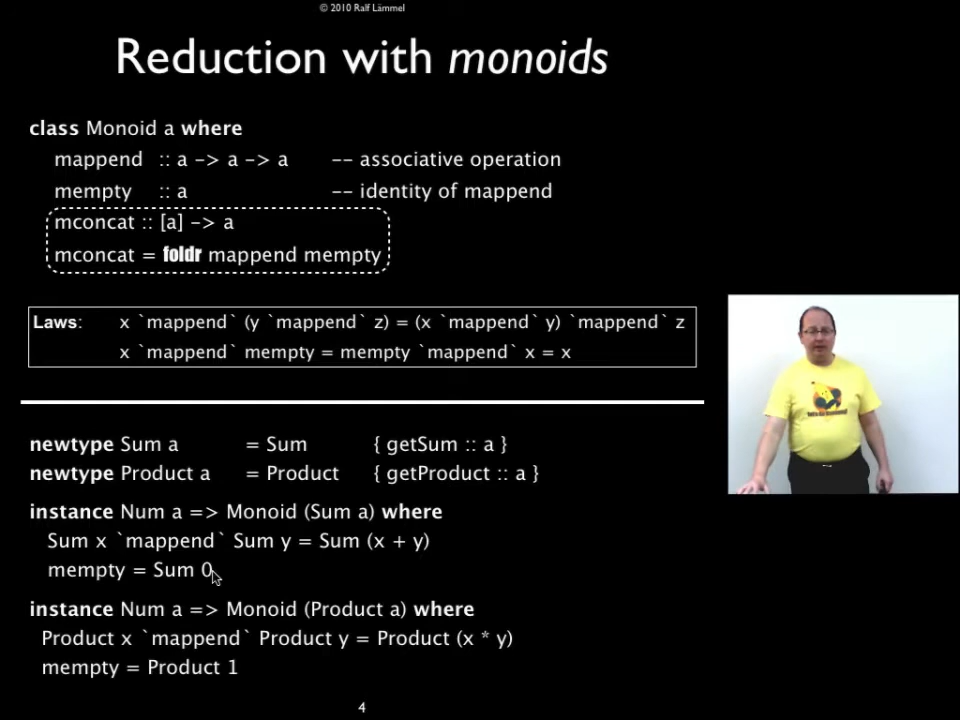 © 2010 Ralf Lämmel
Reduction with monoids
class Monoid a where
mappend :: a -> a -> a -- associative operation
mempty :: a -- identity of mappend
mconcat :: [a] -> a
mconcat = foldr mappend mempty
Laws: x `mappend` (y `mappend` z) = (x `mappend` y) `mappend` z
x `mappend` mempty = mempty `mappend` x = x
newtype Sum a = Sum { getSum :: a }
newtype Product a = Product { getProduct :: a }
instance Num a => Monoid (Sum a) where
Sum x `mappend` Sum y = Sum (x + y)
mempty = Sum 0
instance Num a => Monoid (Product a) where
Product x `mappend` Product y = Product (x * y)
mempty = Product 1
4